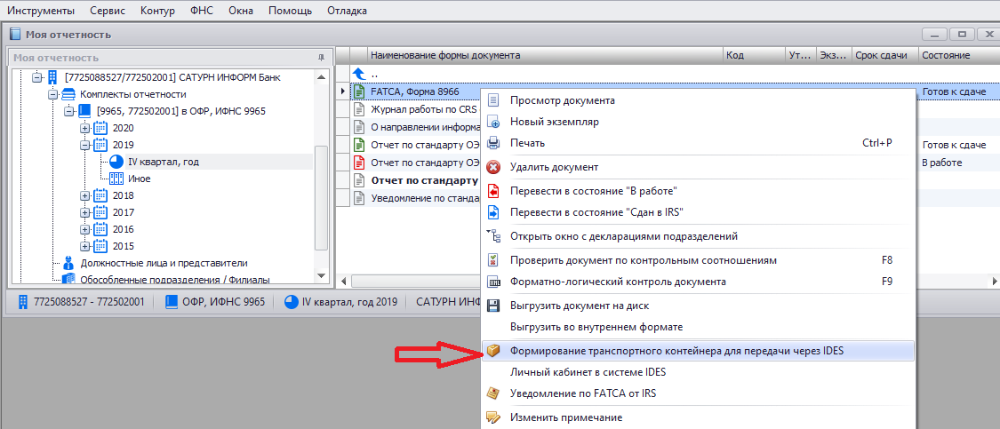 Инструменты Сервис Контур ФНС Окна Помощь Отладка
Моя отчетность
Моя отчетность
[7725088527/772502001] САТУРН ИНФОРМ Банк
Комплекты отчетности
[9965, 772502001] в ОФР, ИФНС 9965
2020
2019
IV квартал, год
Иное
2018
2017
2016
2015
Должностные лица и представители
Обособленные подразделения / Филиалы
Наименование формы документа Код Ут... Экз... Срок сдачи Состояние
..
FATCA, Форма 8966 Готов к сдаче
Журнал работы по CRS
О направлении информа
Отчет по стандарту ОЭ Готов к сдаче
Отчет по стандарту ОЭ В работе
Отчет по стандарту
Уведомление по станда
Просмотр документа
Новый экземпляр
Печать Ctrl+P
Удалить документ
Перевести в состояние "В работе"
Перевести в состояние "Сдан в IRS"
Открыть окно с декларациями подразделений
Проверить документ по контрольным соотношениям F8
Форматно-логический контроль документа F9
Выгрузить документ на диск
Выгрузить во внутреннем формате
Формирование транспортного контейнера для передачи через IDES
Личный кабинет в системе IDES
Уведомление по FATCA от IRS
Изменить примечание
7725088527 - 772502001 ОФР, ИФНС 9965 IV квартал, год 2019 САТУРН ИН